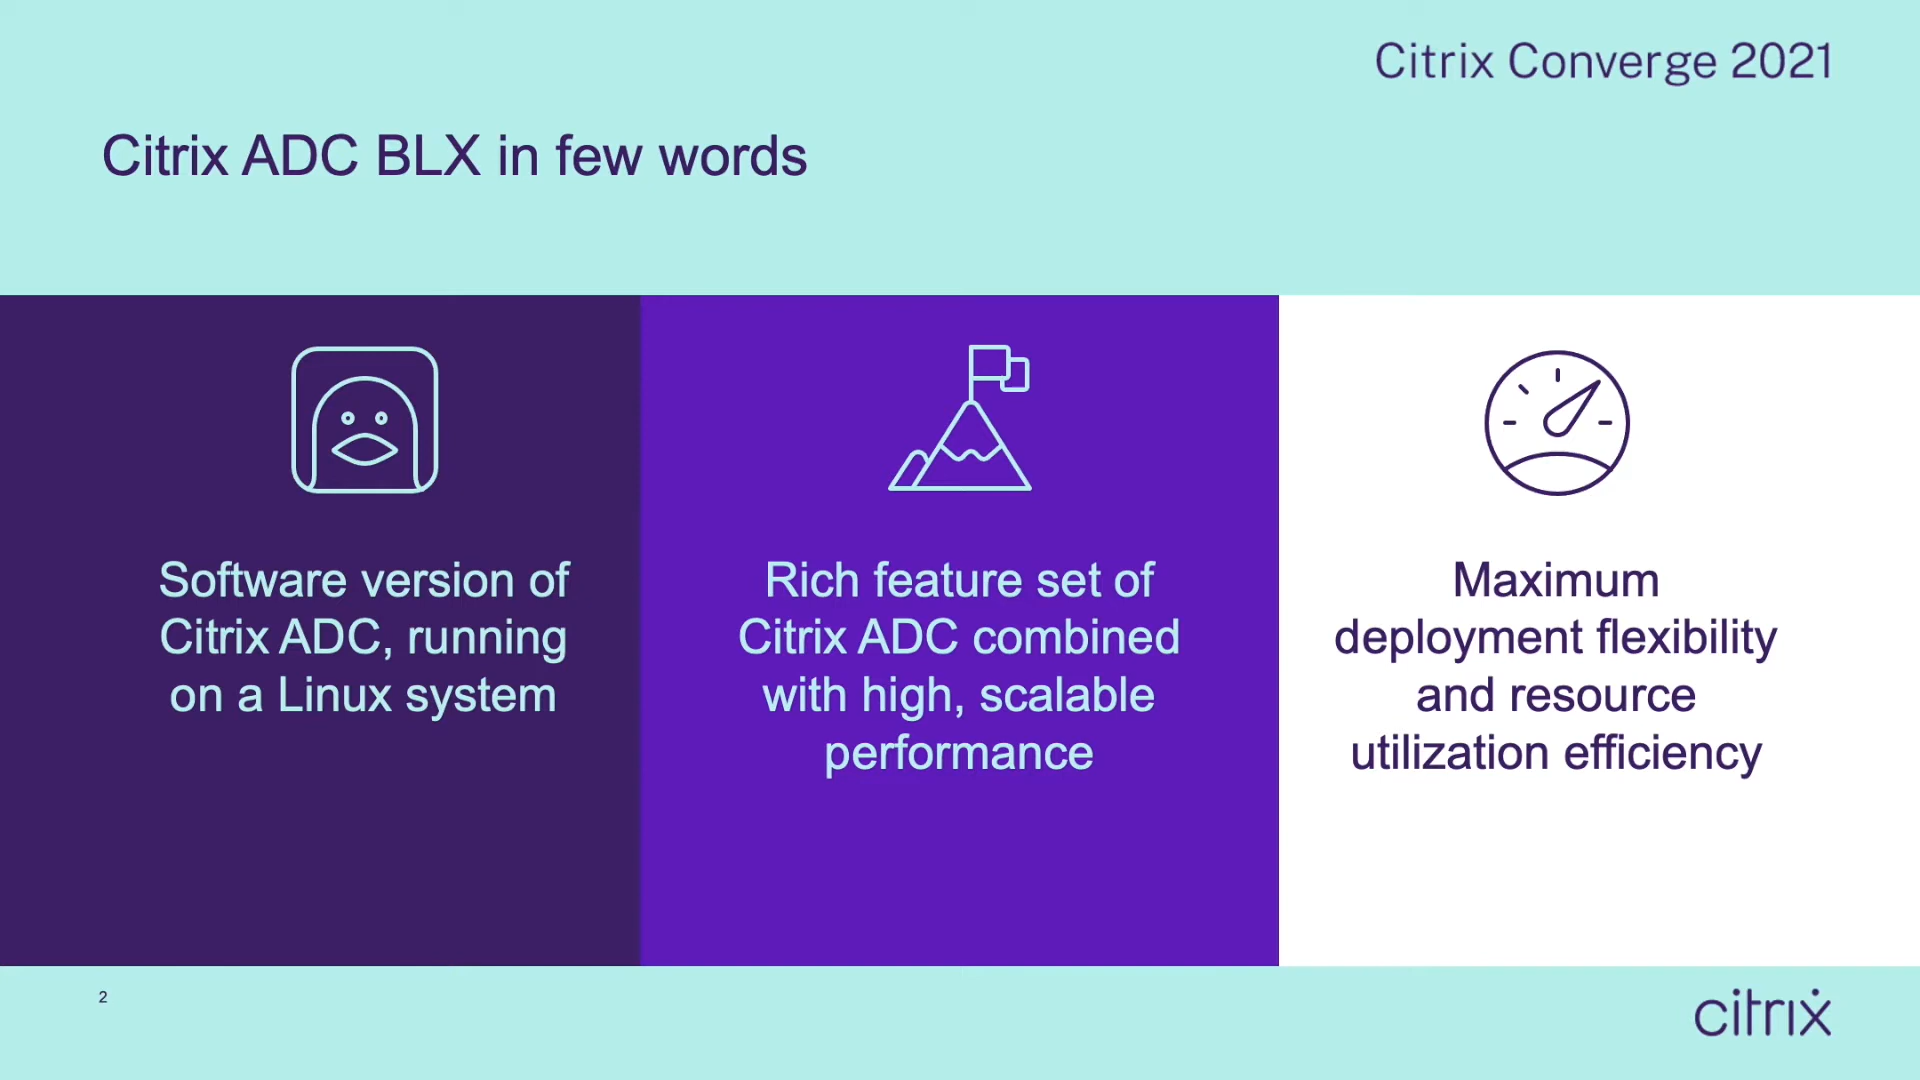 Citrix Converge 2021
Citrix ADC BLX in few words
Software version of
Citrix ADC, running
on a Linux system
Rich feature set of
Citrix ADC combined
with high, scalable
performance
Maximum
deployment flexibility
and resource
utilization efficiency
2
citrix